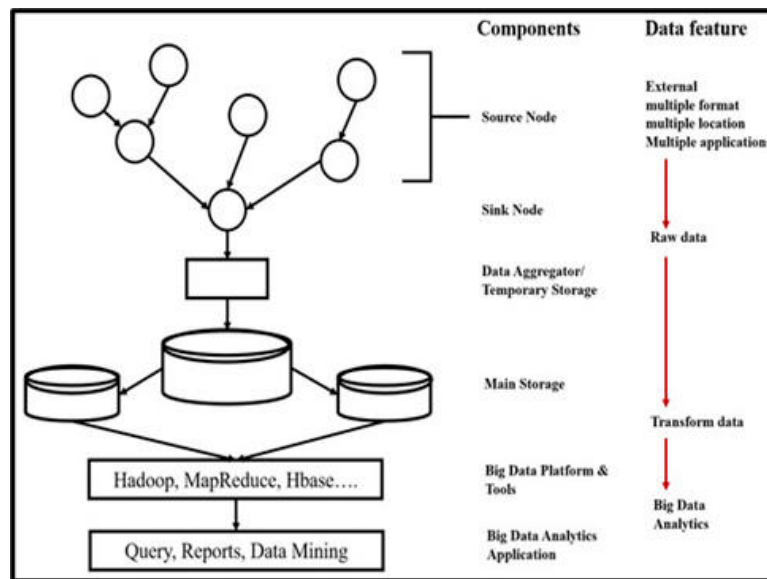 Components
Data feature
External
multiple format
multiple location
Multiple application
Source Node
Sink Node
Raw data
Data Aggregator/
Temporary Storage
Main Storage
Transform data
Hadoop, MapReduce, Hbase….
Big Data Platform &
Tools
Big Data
Analytics
Query, Reports, Data Mining
Big Data Analytics
Application